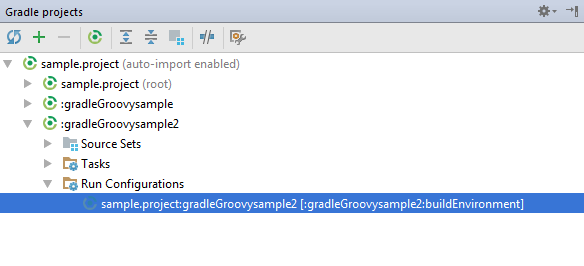 Gradle projects
sample.project (auto-import enabled)
sample.project (root)
:gradleGroovysample
:gradleGroovysample2
Source Sets
Tasks
Run Configurations
sample.project:gradleGroovysample2 [:gradleGroovysample2:buildEnvironment]